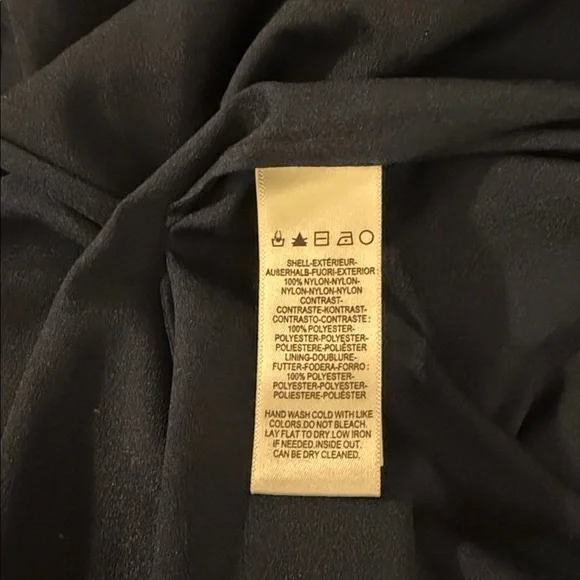 SHELL-EXTÉRIEUR-
AUßERHALB-FUORI-EXTERIOR :
100% NYLON-NYLON-
NYLON-NYLON-NYLON
CONTRAST-
CONTRASTE-KONTRAST-
CONTRASTO-CONTRASTE :
100% POLYESTER-
POLYESTER-POLYESTER-
POLIESTERE-POLIÉSTER
LINING-DOUBLURE-
FUTTER-FODERA-FORRO :
100% POLYESTER-
POLYESTER-POLYESTER-
POLIESTERE-POLIÉSTER
HAND WASH COLD WITH LIKE
COLORS.DO NOT BLEACH.
LAY FLAT TO DRY.LOW IRON
IF NEEDED.INSIDE OUT.
CAN BE DRY CLEANED.